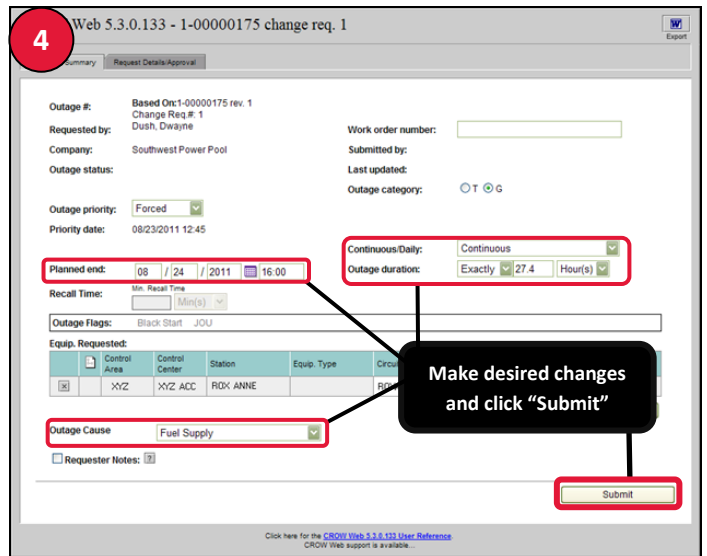 4
Web 5.3.0.133 - 1-00000175 change req. 1
Export
Summary Request Details/Approval
Outage #: Based On:1-00000175 rev. 1
Change Req.#: 1
Requested by: Dush, Dwayne Work order number:
Company: Southwest Power Pool Submitted by:
Outage status: Last updated:
Outage category: T G
Outage priority: Forced
Priority date: 08/23/2011 12:45
Continuous/Daily: Continuous
Planned end: 08 / 24 / 2011 16:00 Outage duration: Exactly 27.4 Hour(s)
Min. Recall Time
Recall Time: Min(s)
Outage Flags: Black Start JOU
Equip. Requested:
Control Area Control Center Station Equip. Type
XYZ XYZ ACC ROX ANNE
Make desired changes
and click “Submit”
Outage Cause Fuel Supply
Requester Notes: ?
Submit
Click here for the CROW Web 5.3.0.133 User Reference.
CROW Web support is available...